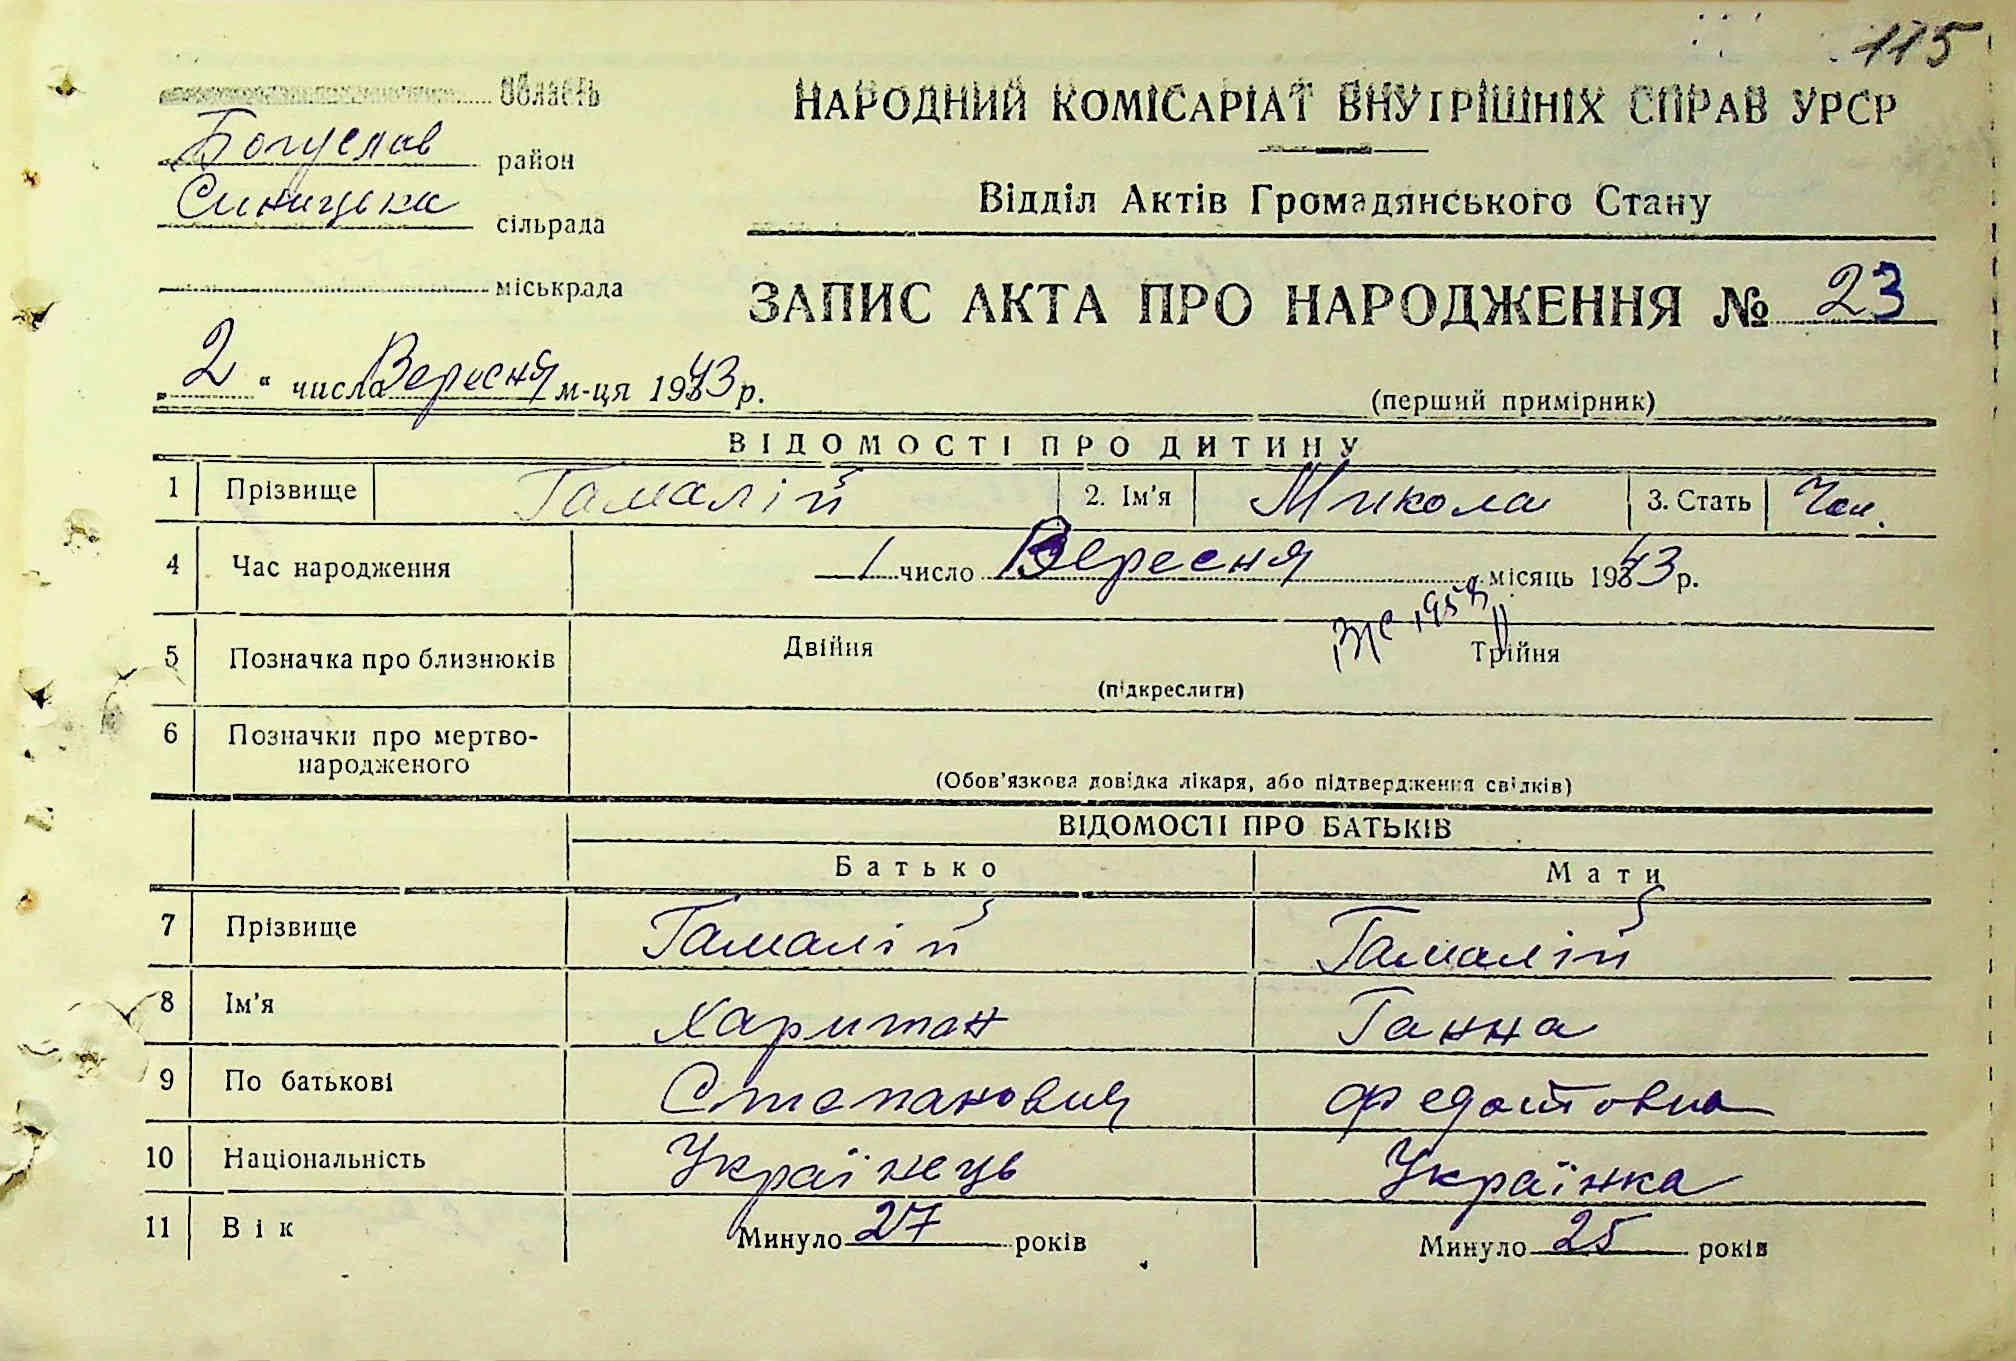 115
Область
Богуслав район
Синицька сільрада
міськрада
НАРОДНИЙ КОМІСАРІАТ ВНУТРІШНІХ СПРАВ УРСР
Відділ Актів Громадянського Стану
ЗАПИС АКТА ПРО НАРОДЖЕННЯ № 23
„ 2 “ числа Вересня м-ця 1943 р.
(перший примірник)
ВІДОМОСТІ ПРО ДИТИНУ
1 Прізвище Гамалій 2. Ім'я Микола 3. Стать Чол.
4 Час народження 1 число Вересня місяць 1943 р.
5 Позначка про близнюків Двійня Трійня
(підкреслити)
6 Позначки про мертво-
народженого
(Обов'язкова довідка лікаря, або підтвердження свідків)
ВІДОМОСТІ ПРО БАТЬКІВ
Батько Мати
7 Прізвище Гамалій Гамалій
8 Ім'я Харитон Ганна
9 По батькові Степанович Федотовна
10 Національність Українець Українка
11 Вік Минуло 27 років Минуло 25 років